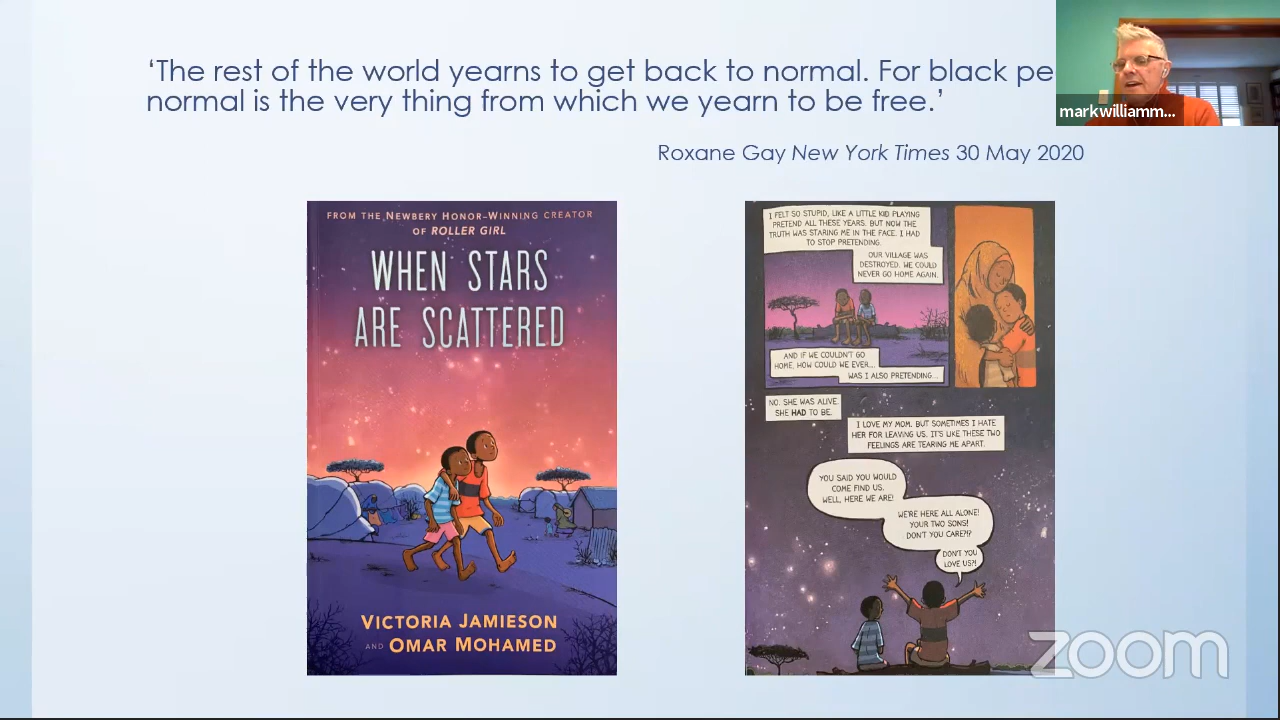 ‘The rest of the world yearns to get back to normal. For black pe
normal is the very thing from which we yearn to be free.’
markwilliamm...
Roxane Gay New York Times 30 May 2020
FROM THE NEWBERY HONOR–WINNING CREATOR
OF ROLLER GIRL
WHEN STARS
ARE SCATTERED
VICTORIA JAMIESON
AND OMAR MOHAMED
I FELT SO STUPID, LIKE A LITTLE KID PLAYING
PRETEND ALL THESE YEARS. BUT NOW THE
TRUTH WAS STARING ME IN THE FACE. I HAD
TO STOP PRETENDING.
OUR VILLAGE WAS
DESTROYED. WE COULD
NEVER GO HOME AGAIN.
AND IF WE COULDN'T GO
HOME, HOW COULD WE EVER...
WAS I ALSO PRETENDING...
NO. SHE WAS ALIVE.
SHE HAD TO BE.
I LOVE MY MOM. BUT SOMETIMES I HATE
HER FOR LEAVING US. IT'S LIKE THESE TWO
FEELINGS ARE TEARING ME APART.
YOU SAID YOU WOULD
COME FIND US.
WELL, HERE WE ARE!
WE'RE HERE ALL ALONE!
YOUR TWO SONS!
DON'T YOU CARE?!?
DON'T YOU
LOVE US?!
zoom